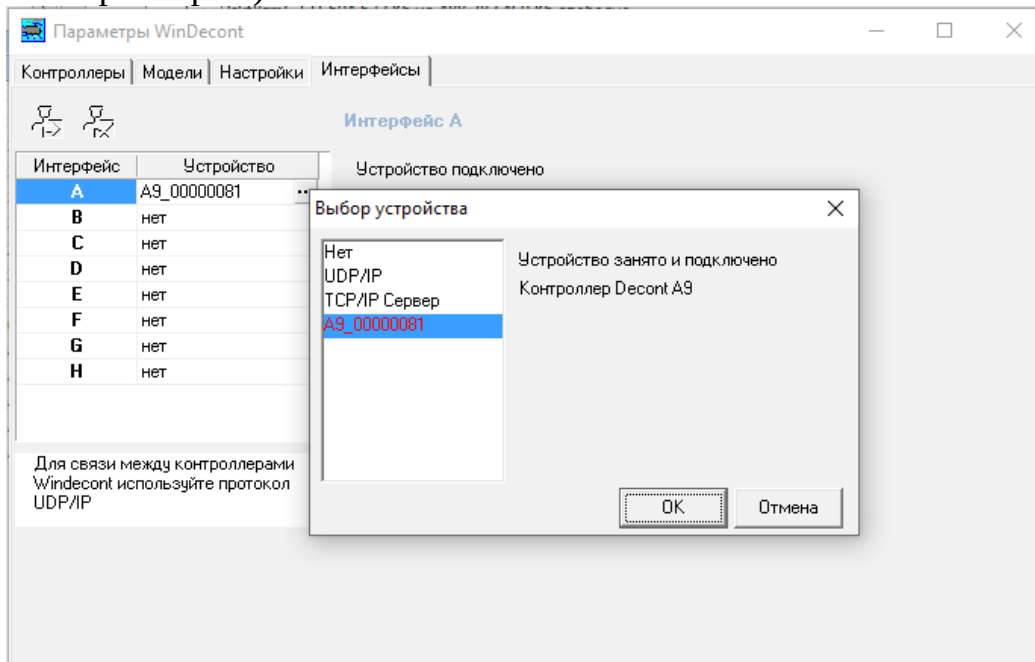 Параметры WinDecont
Контроллеры Модели Настройки Интерфейсы
Интерфейс A
Интерфейс Устройство
Устройство подключено
A A9_00000081 ...
B нет
C нет
D нет
E нет
F нет
G нет
H нет
Для связи между контроллерами
Windecont используйте протокол
UDP/IP
Выбор устройства
Нет
UDP/IP
TCP/IP Сервер
A9_00000081
Устройство занято и подключено
Контроллер Decont A9
OK Отмена